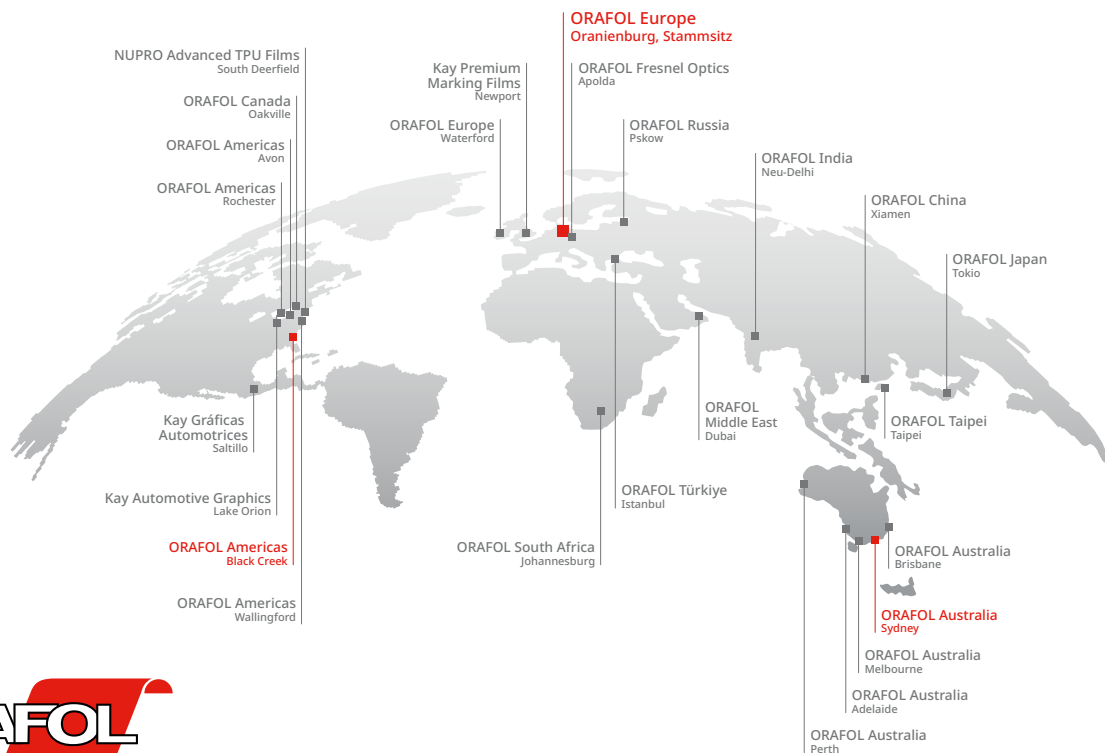 ORAFOL Europe
Oranienburg, Stammsitz
NUPRO Advanced TPU Films
South Deerfield
Kay Premium
Marking Films
Newport
ORAFOL Fresnel Optics
Apolda
ORAFOL Canada
Oakville
ORAFOL Europe
Waterford
ORAFOL Russia
Pskow
ORAFOL Americas
Avon
ORAFOL India
Neu-Delhi
ORAFOL Americas
Rochester
ORAFOL China
Xiamen
ORAFOL Japan
Tokio
Kay Gráficas
Automotrices
Saltillo
ORAFOL
Middle East
Dubai
ORAFOL Taipei
Taipei
Kay Automotive Graphics
Lake Orion
ORAFOL Türkiye
Istanbul
ORAFOL Americas
Black Creek
ORAFOL South Africa
Johannesburg
ORAFOL Australia
Brisbane
ORAFOL Americas
Wallingford
ORAFOL Australia
Sydney
ORAFOL Australia
Melbourne
ORAFOL Australia
Adelaide
ORAFOL Australia
Perth
AFOL